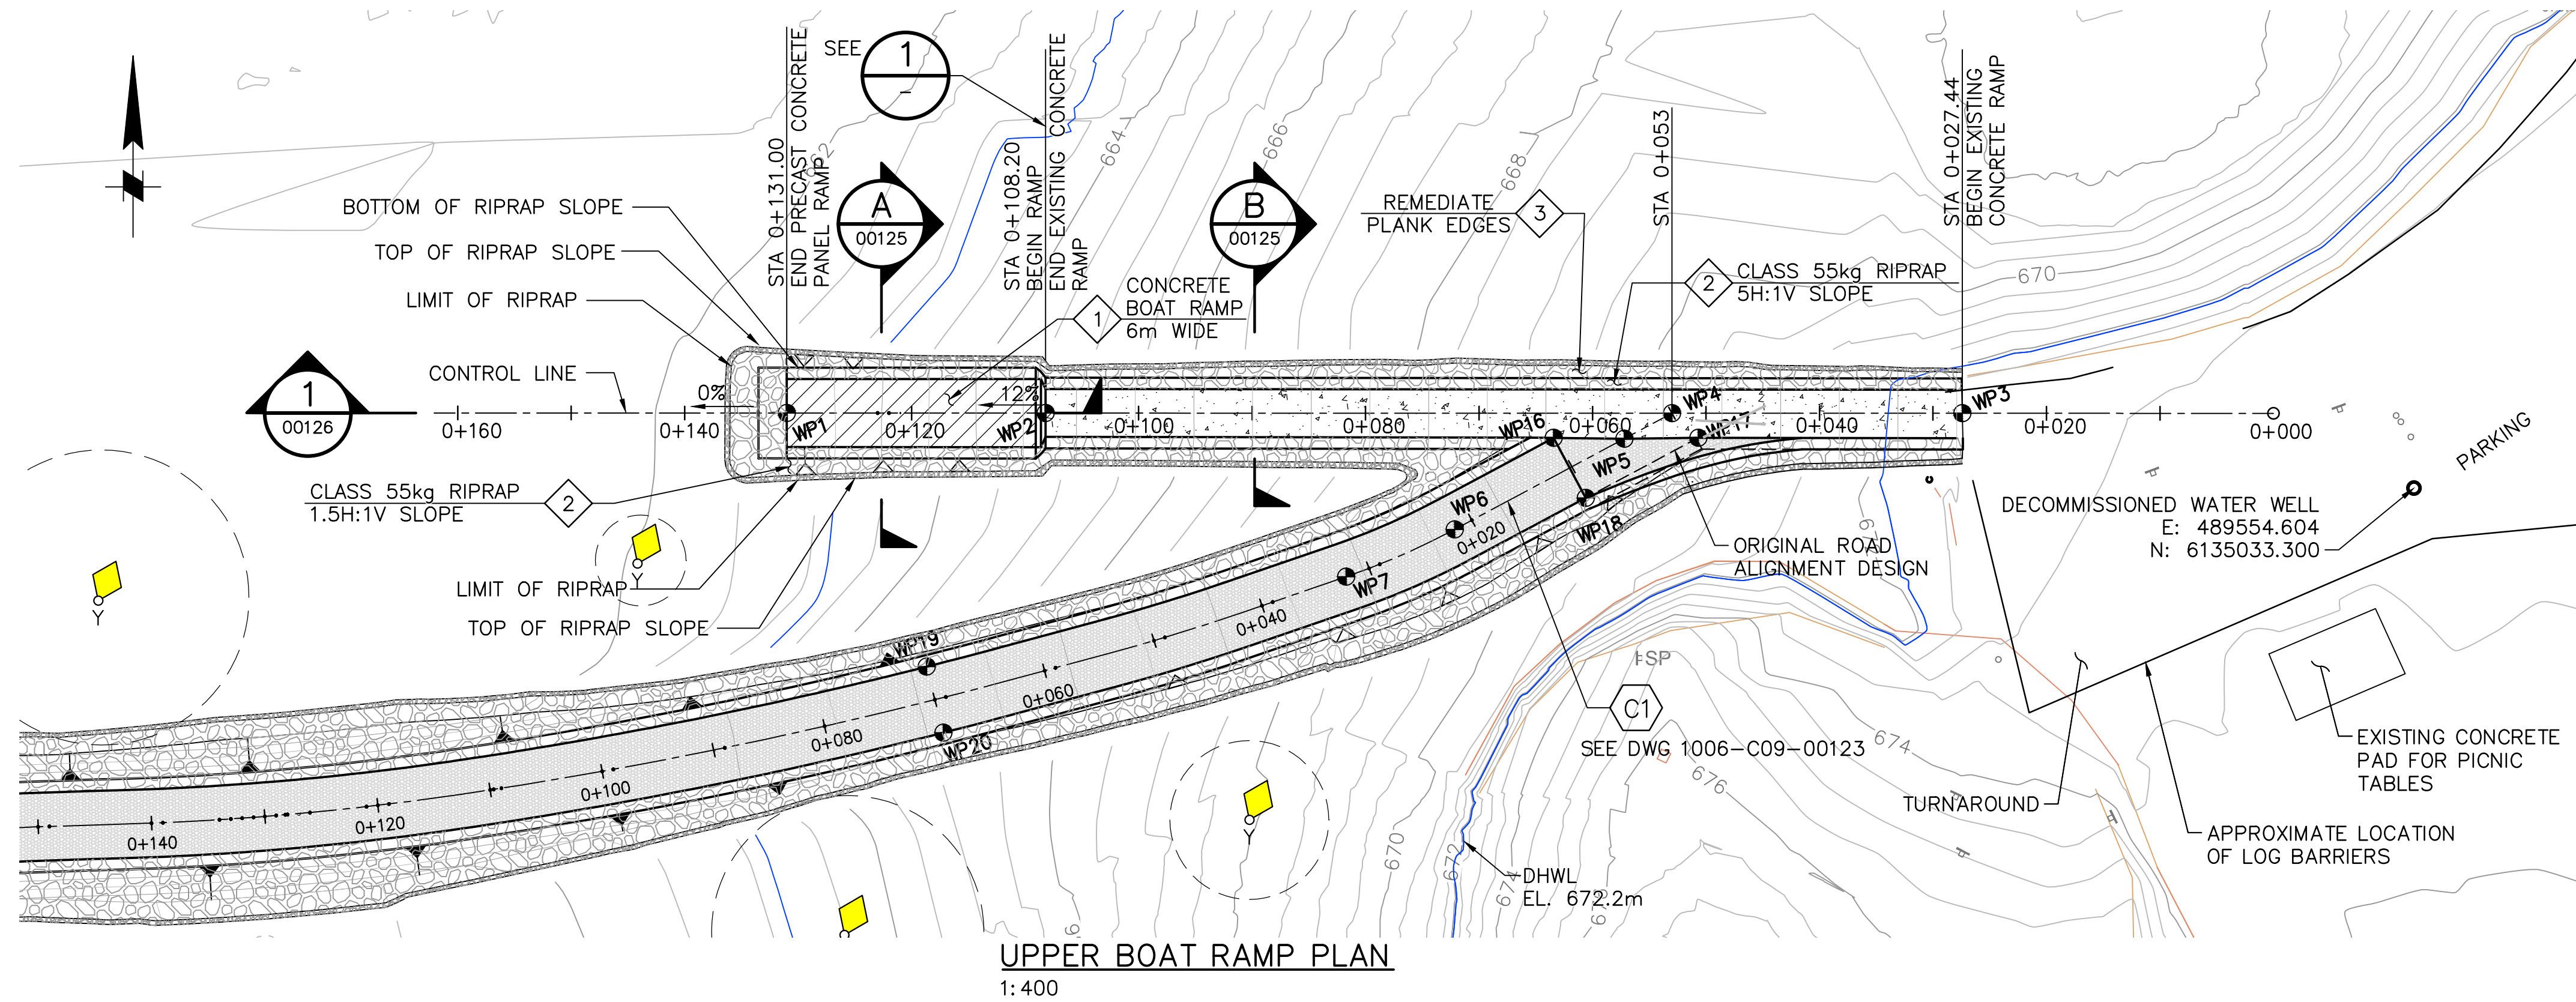 SEE
1
–
STA 0+131.00
END PRECAST CONCRETE
PANEL RAMP
STA 0+108.20
BEGIN RAMP
END EXISTING CONCRETE
RAMP
STA 0+053
STA 0+027.44
BEGIN EXISTING
CONCRETE RAMP
662
664
666
668
670
BOTTOM OF RIPRAP SLOPE
TOP OF RIPRAP SLOPE
LIMIT OF RIPRAP
CONTROL LINE
A
00125
B
00125
REMEDIATE
PLANK EDGES
3
2
CLASS 55kg RIPRAP
5H:1V SLOPE
1
CONCRETE
BOAT RAMP
6m WIDE
1
00126
0%
12%
0+160
0+140
0+120
0+100
0+080
0+060
0+040
0+020
0+000
WP1
WP2
WP16
WP4
WP17
WP3
WP5
WP6
WP18
WP7
WP19
WP20
CLASS 55kg RIPRAP
1.5H:1V SLOPE
2
LIMIT OF RIPRAP
TOP OF RIPRAP SLOPE
Y
Y
Y
PARKING
DECOMMISSIONED WATER WELL
E: 489554.604
N: 6135033.300
ORIGINAL ROAD
ALIGNMENT DESIGN
0+020
0+040
0+060
0+080
0+100
0+120
0+140
SP
C1
SEE DWG 1006-C09-00123
674
676
670
672
674
DHWL
EL. 672.2m
TURNAROUND
EXISTING CONCRETE
PAD FOR PICNIC
TABLES
APPROXIMATE LOCATION
OF LOG BARRIERS
UPPER BOAT RAMP PLAN
1:400